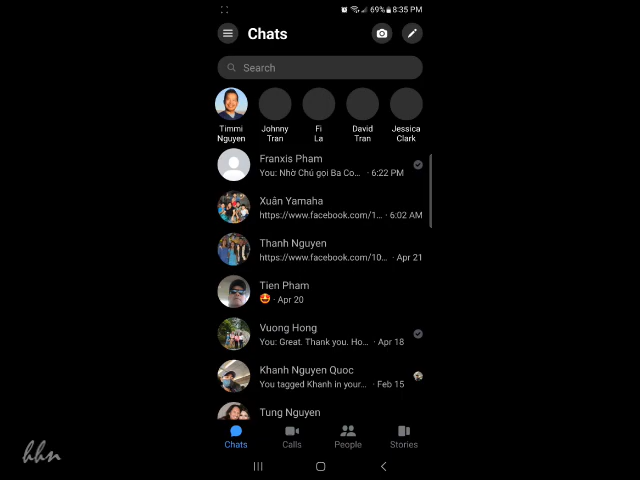 69% 8:35 PM
Chats
Search
Timmi Nguyen
Johnny Tran
Fi La
David Tran
Jessica Clark
Franxis Pham
You: Nhờ Chú gọi Ba Co... · 6:22 PM
Xuân Yamaha
https://www.facebook.com/1... · 6:02 AM
Thanh Nguyen
https://www.facebook.com/10... · Apr 21
Tien Pham
🤩 · Apr 20
Vuong Hong
You: Great. Thank you. Ho... · Apr 18
Khanh Nguyen Quoc
You tagged Khanh in your... · Feb 15
Tung Nguyen
Chats Calls People Stories
hhn